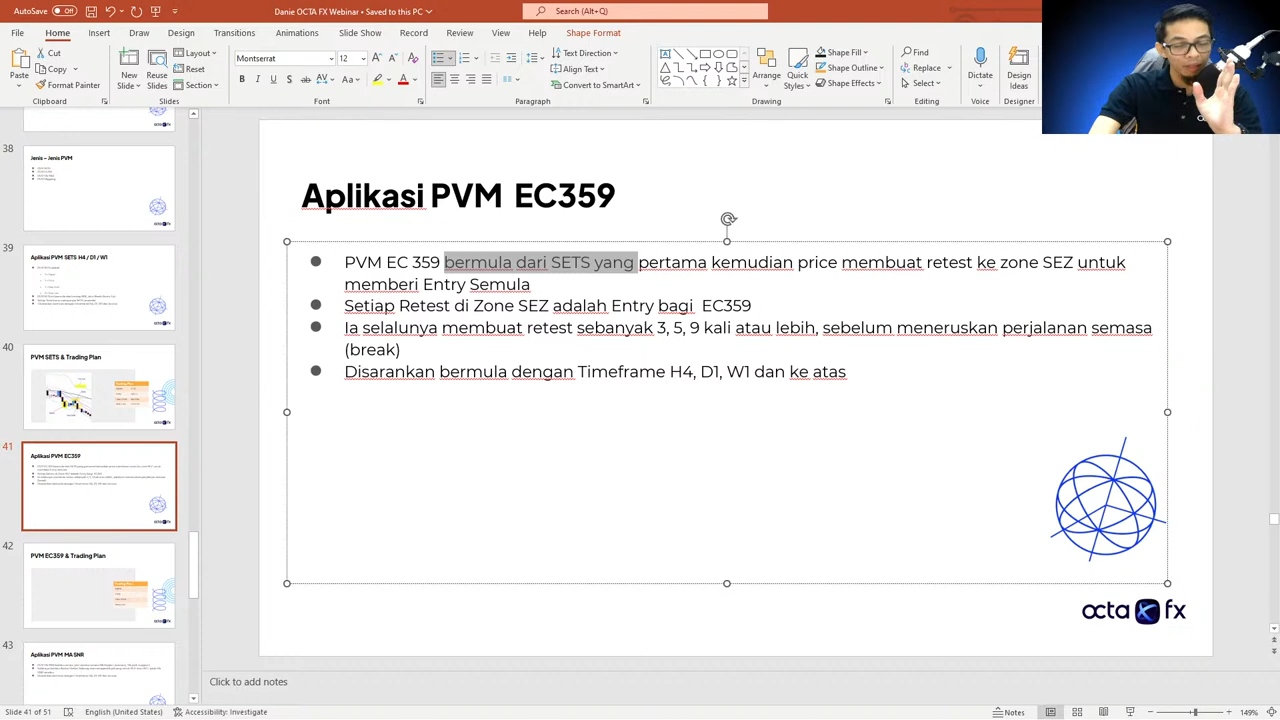 AutoSave
Off
Danie OCTA FX Webinar
Saved to this PC
Search (Alt+Q)
File
Home
Insert
Draw
Design
Transitions
Animations
Slide Show
Record
Review
View
Help
Shape Format
Paste
Cut
Copy
Format Painter
Clipboard
New Slide
Reuse Slides
Layout
Reset
Section
Slides
Montserrat
12
Font
Text Direction
Align Text
Convert to SmartArt
Paragraph
Arrange
Quick Styles
Shape Fill
Shape Outline
Shape Effects
Drawing
Find
Replace
Select
Editing
Dictate
Voice
Design Ideas
Designer
38
Jenis – Jenis PVM
39
Aplikasi PVM SETS H4 / D1 / W1
40
PVM SETS & Trading Plan
41
Aplikasi PVM EC359
42
PVM EC359 & Trading Plan
43
PVM MA SNR
Aplikasi PVM EC359
PVM EC 359 bermula dari SETS yang pertama kemudian price membuat retest ke zone SEZ untuk
memberi Entry Semula
Setiap Retest di Zone SEZ adalah Entry bagi EC359
Ia selalunya membuat retest sebanyak 3, 5, 9 kali atau lebih, sebelum meneruskan perjalanan semasa
(break)
Disarankan bermula dengan Timeframe H4, D1, W1 dan ke atas
octa fx
Click to add notes
Slide 41 of 51
English (United States)
Accessibility: Investigate
Notes
149%